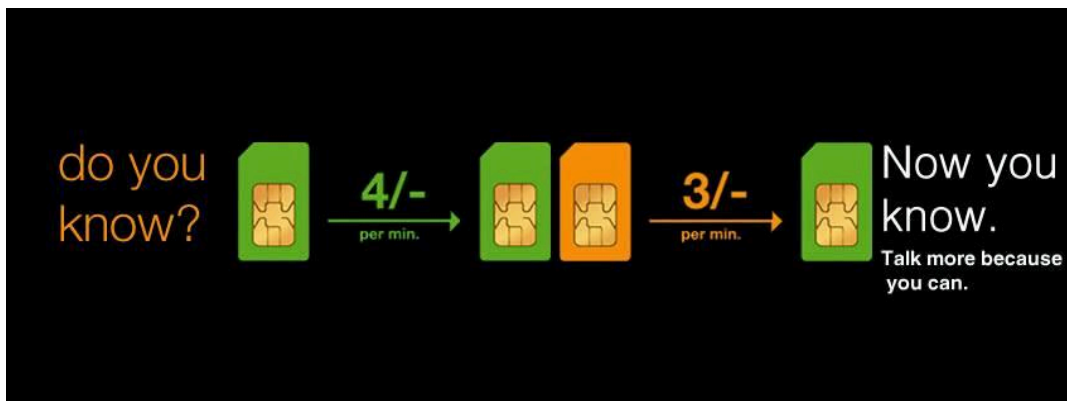 do you
know?
4/-
per min.
3/-
per min.
Now you
know.
Talk more because
you can.